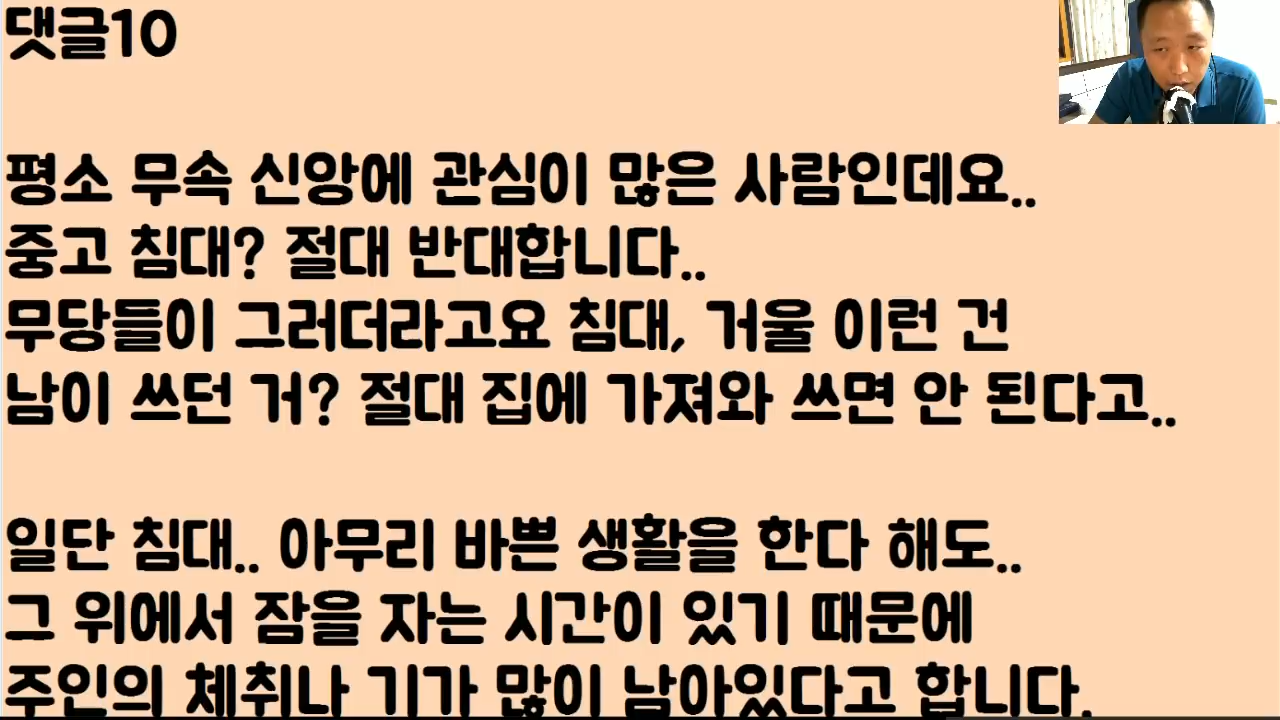 댓글10
평소 무속 신앙에 관심이 많은 사람인데요..
중고 침대? 절대 반대합니다..
무당들이 그러더라고요 침대, 거울 이런 건
남이 쓰던 거? 절대 집에 가져와 쓰면 안 된다고..
일단 침대.. 아무리 바쁜 생활을 한다 해도..
그 위에서 잠을 자는 시간이 있기 때문에
주인의 체취나 기가 많이 남아있다고 합니다.